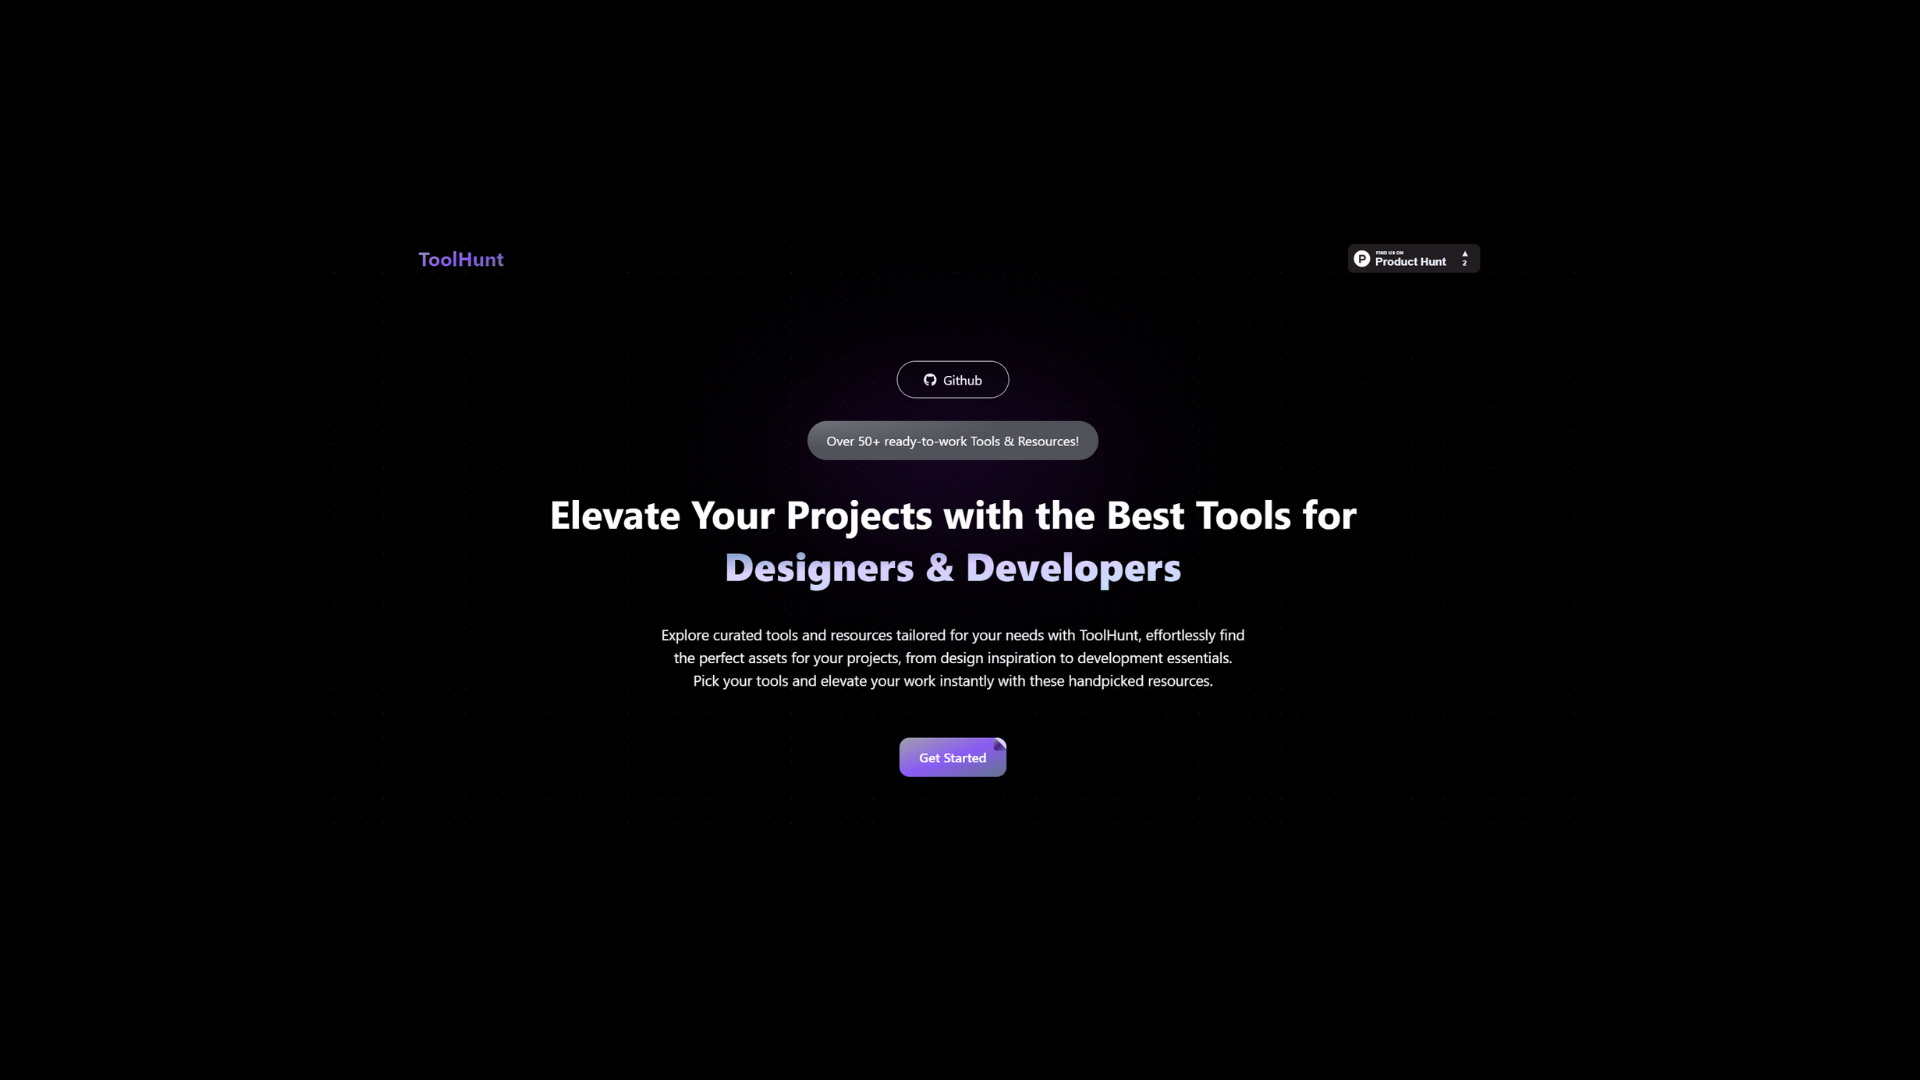 ToolHunt
FIND US ON
Product Hunt
▲
2
Github
Over 50+ ready-to-work Tools & Resources!
Elevate Your Projects with the Best Tools for
Designers & Developers
Explore curated tools and resources tailored for your needs with ToolHunt, effortlessly find
the perfect assets for your projects, from design inspiration to development essentials.
Pick your tools and elevate your work instantly with these handpicked resources.
Get Started